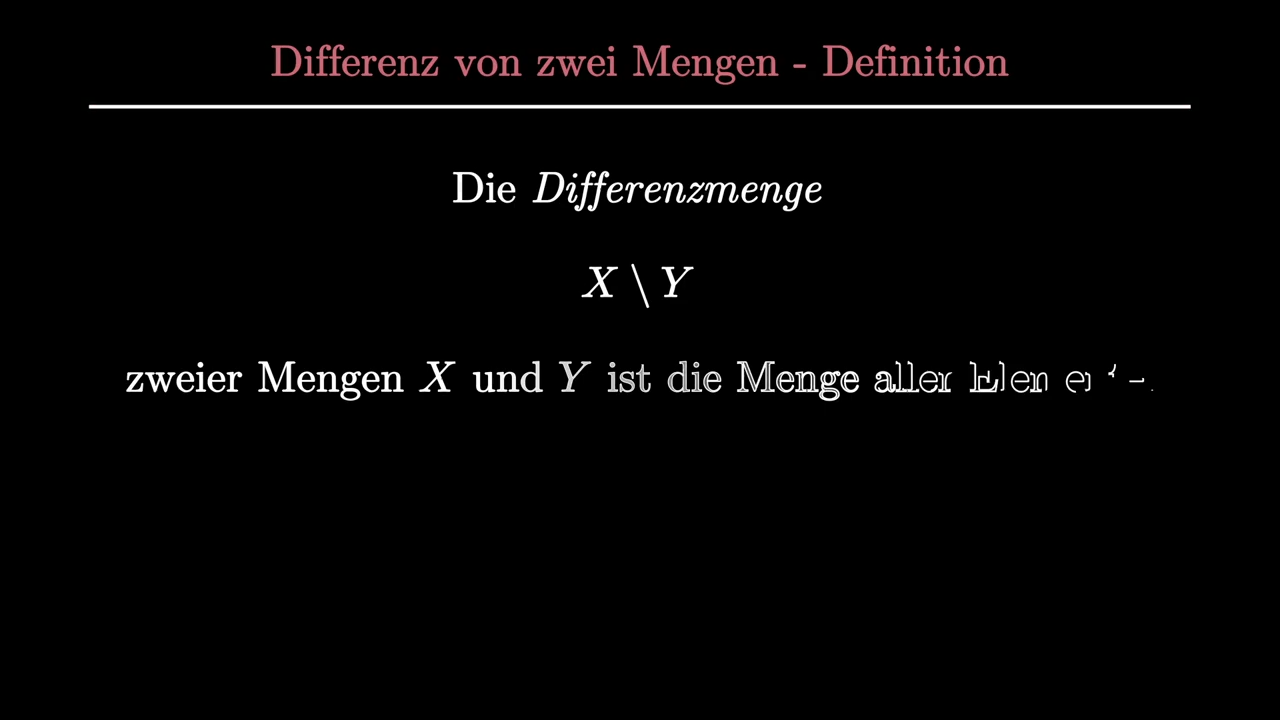 Differenz von zwei Mengen - Definition
Die Differenzmenge
X \ Y
zweier Mengen X und Y ist die Menge aller